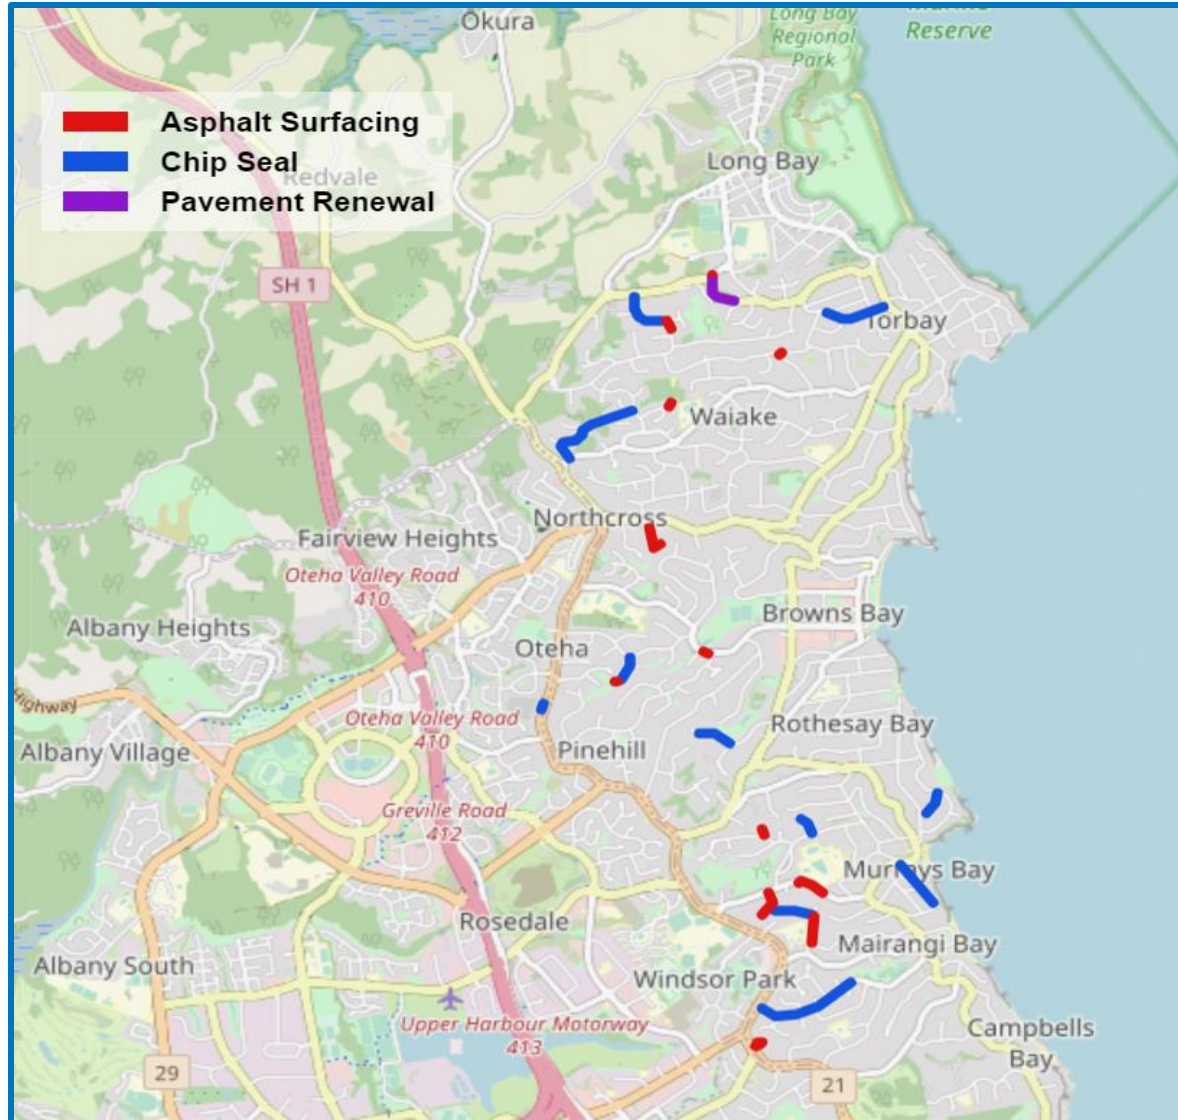 Okura
Long Bay
Regional
Park
Marine
Reserve
Asphalt Surfacing
Chip Seal
Pavement Renewal
Redvale
Long Bay
SH 1
Torbay
Waiake
Northcross
Fairview Heights
Oteha Valley Road
410
Albany Heights
Browns Bay
Oteha
Highway
Oteha Valley Road
410
Rothesay Bay
Albany Village
Pinehill
Greville Road
412
Murrays Bay
Rosedale
Mairangi Bay
Albany South
Windsor Park
Upper Harbour Motorway
413
Campbells
Bay
29
21